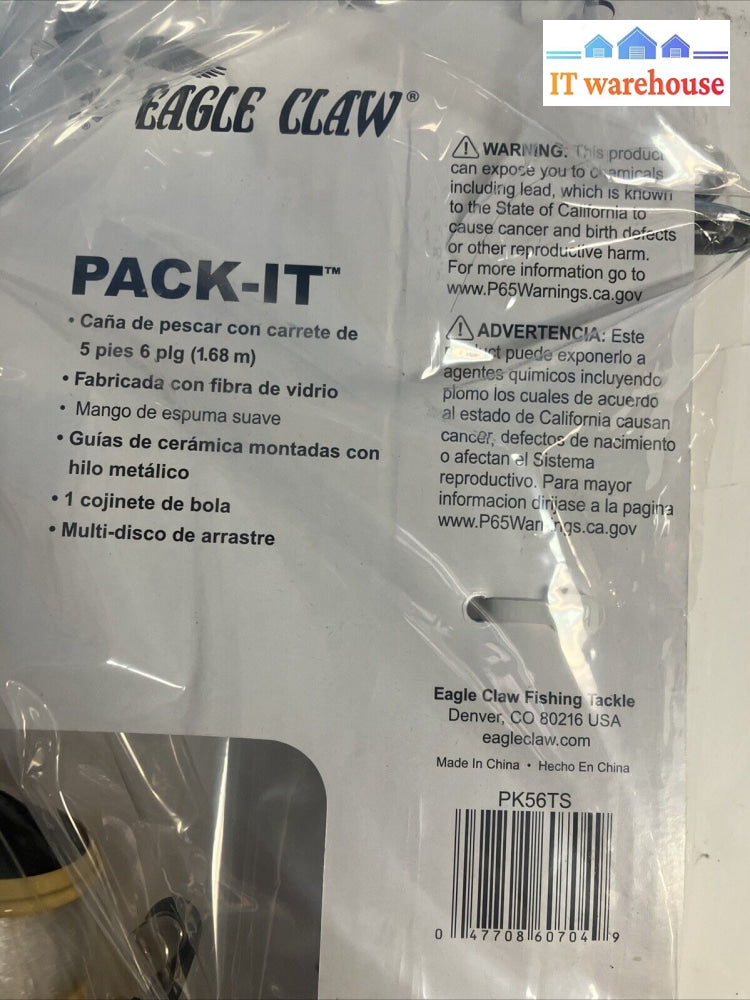 IT warehouse
EAGLE CLAW®
PACK-IT™
• Caña de pescar con carrete de
5 pies 6 plg (1.68 m)
• Fabricada con fibra de vidrio
• Mango de espuma suave
• Guías de cerámica montadas con
hilo metálico
• 1 cojinete de bola
• Multi-disco de arrastre
⚠ WARNING. This product
can expose you to chemicals
including lead, which is known
to the State of California to
cause cancer and birth defects
or other reproductive harm.
For more information go to
www.P65Warnings.ca.gov
⚠ ADVERTENCIA: Este
puede exponerlo a
agentes químicos incluyendo
plomo los cuales de acuerdo
al estado de California causan
cancer, defectos de nacimiento
o afectan el Sistema
reproductivo. Para mayor
informacion dirijase a la pagina
www.P65Warnings.ca.gov
Eagle Claw Fishing Tackle
Denver, CO 80216 USA
eagleclaw.com
Made In China • Hecho En China
PK56TS
0 47708 60704 9